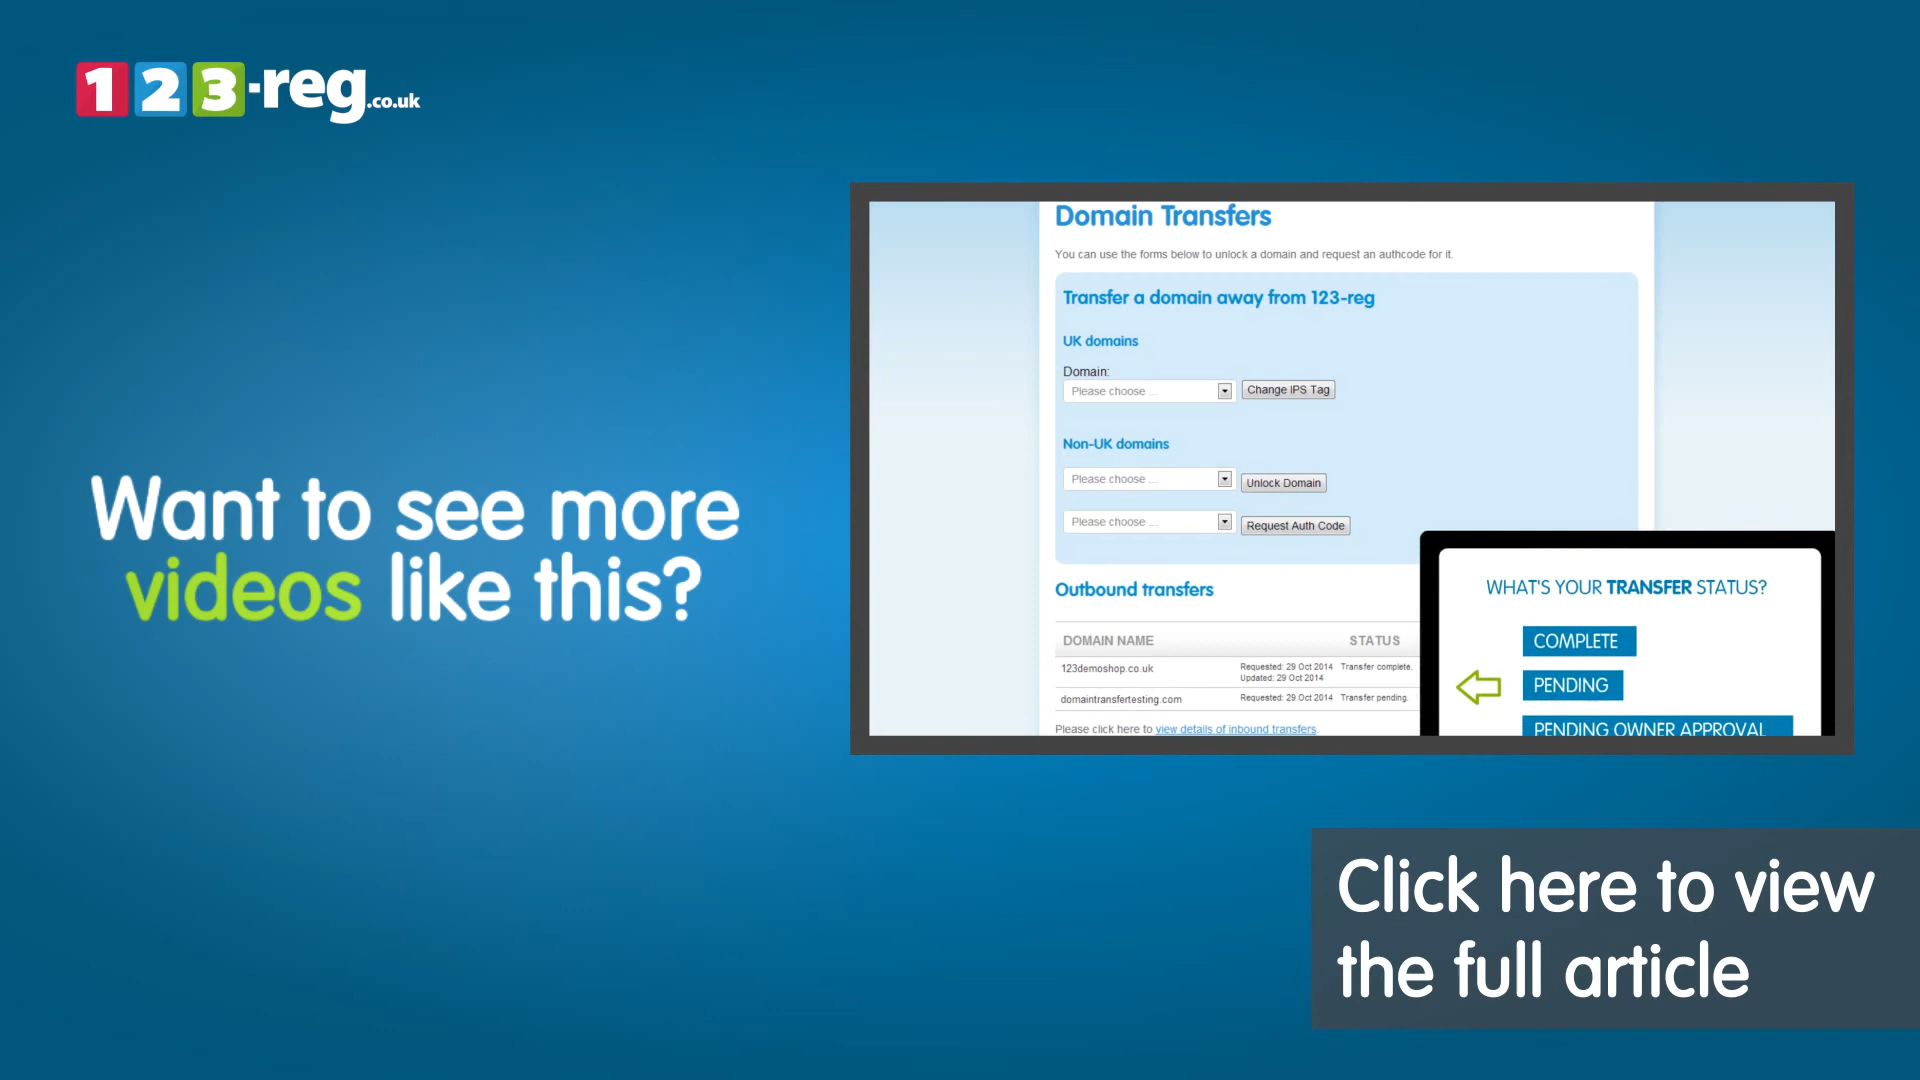 123-reg.co.uk
Want to see more
videos like this?
Domain Transfers
You can use the forms below to unlock a domain and request an authcode for it.
Transfer a domain away from 123-reg
UK domains
Domain:
Please choose ...
Change IPS Tag
Non-UK domains
Please choose ...
Unlock Domain
Please choose ...
Request Auth Code
Outbound transfers
DOMAIN NAME STATUS
123demoshop.co.uk Requested: 29 Oct 2014 Transfer complete.
Updated: 29 Oct 2014
domaintransfertesting.com Requested: 29 Oct 2014 Transfer pending.
Please click here to view details of inbound transfers.
WHAT'S YOUR TRANSFER STATUS?
COMPLETE
PENDING
PENDING OWNER APPROVAL
Click here to view
the full article